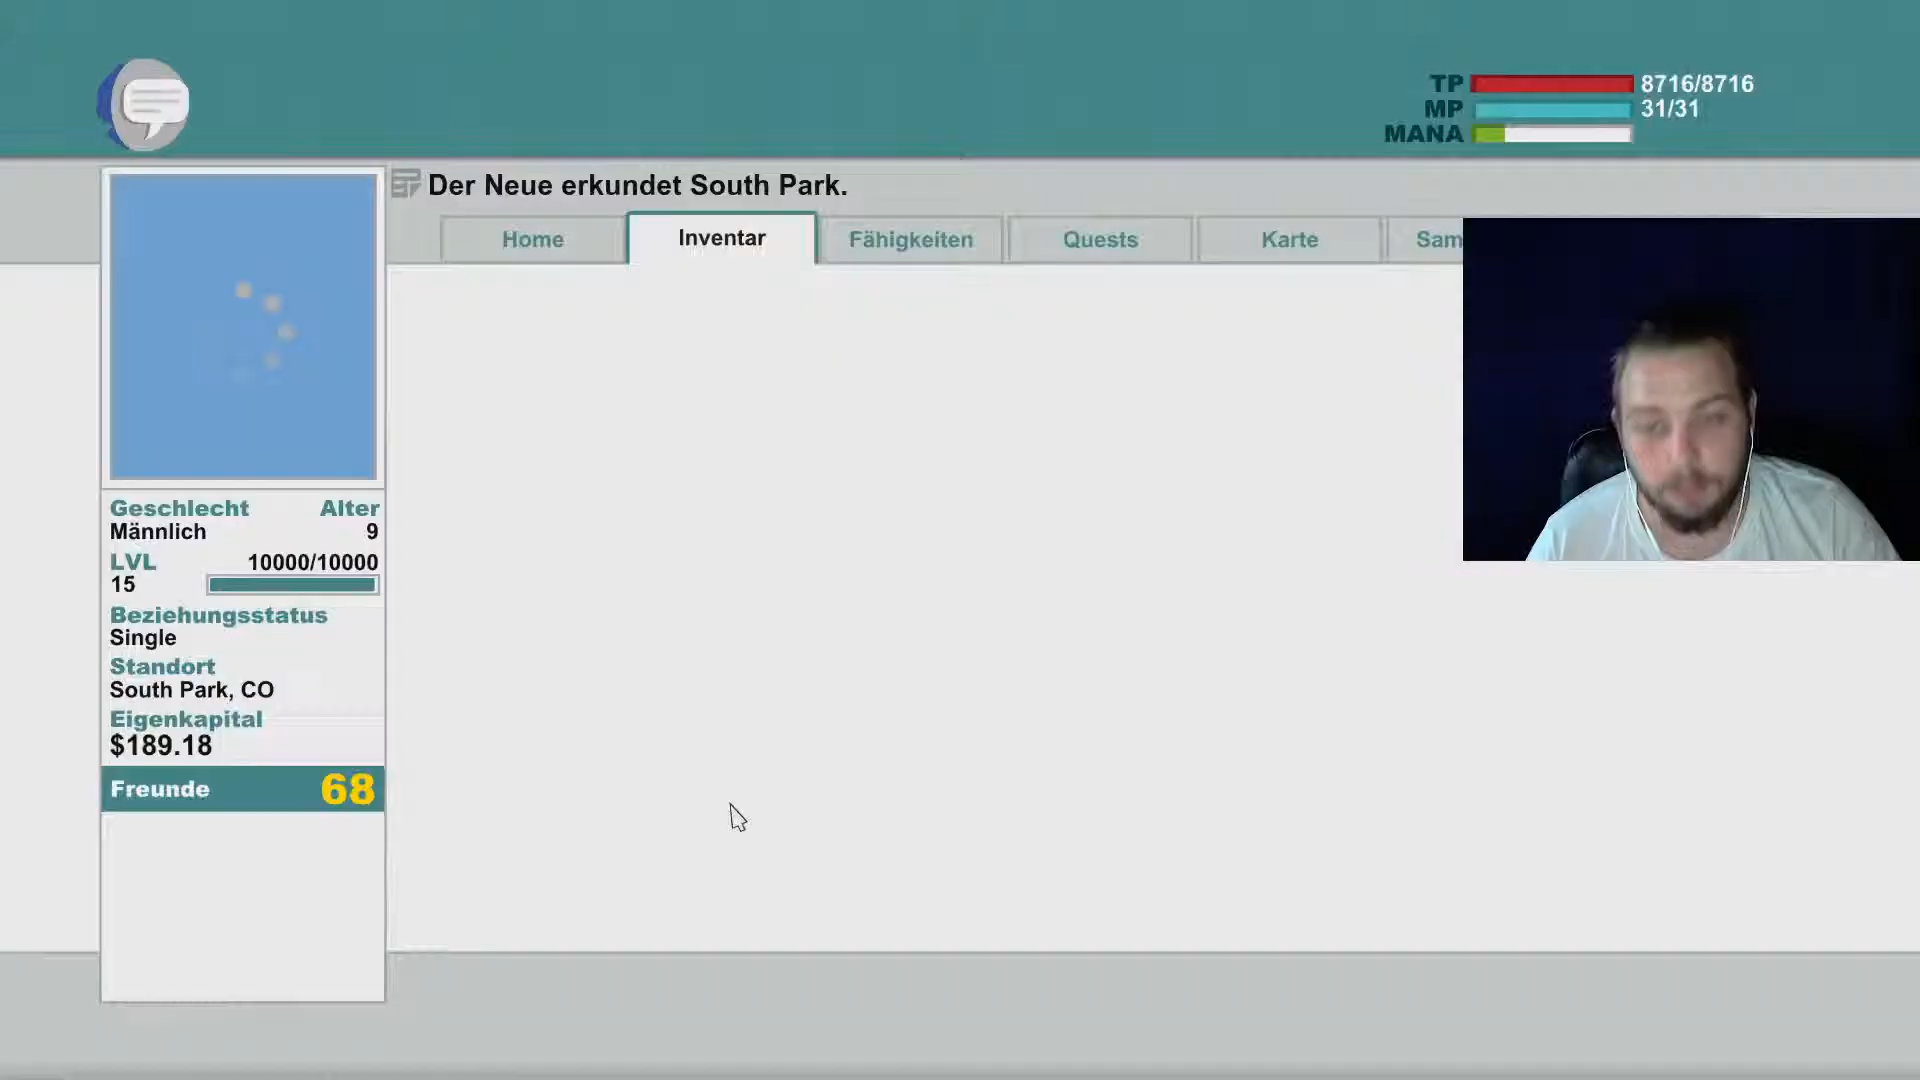 TP 8716/8716
MP 31/31
MANA
Der Neue erkundet South Park.
Home Inventar Fähigkeiten Quests Karte Sam
Geschlecht Alter
Männlich 9
LVL 10000/10000
15
Beziehungsstatus
Single
Standort
South Park, CO
Eigenkapital
$189.18
Freunde 68